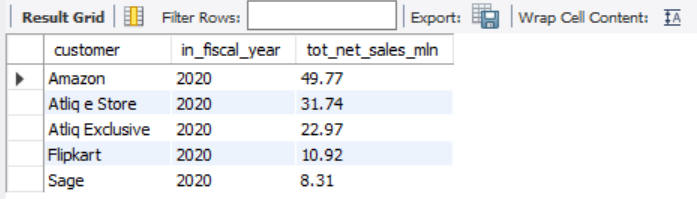 Result Grid Filter Rows: Export: Wrap Cell Content: IA
customer in_fiscal_year tot_net_sales_mln
Amazon 2020 49.77
Atliq e Store 2020 31.74
Atliq Exclusive 2020 22.97
Flipkart 2020 10.92
Sage 2020 8.31